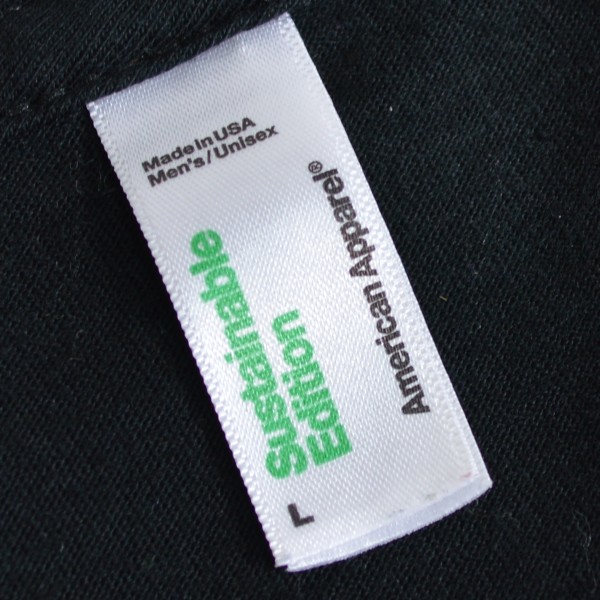 Made in USA
Men's/Unisex
Sustainable
Edition
American Apparel®
L